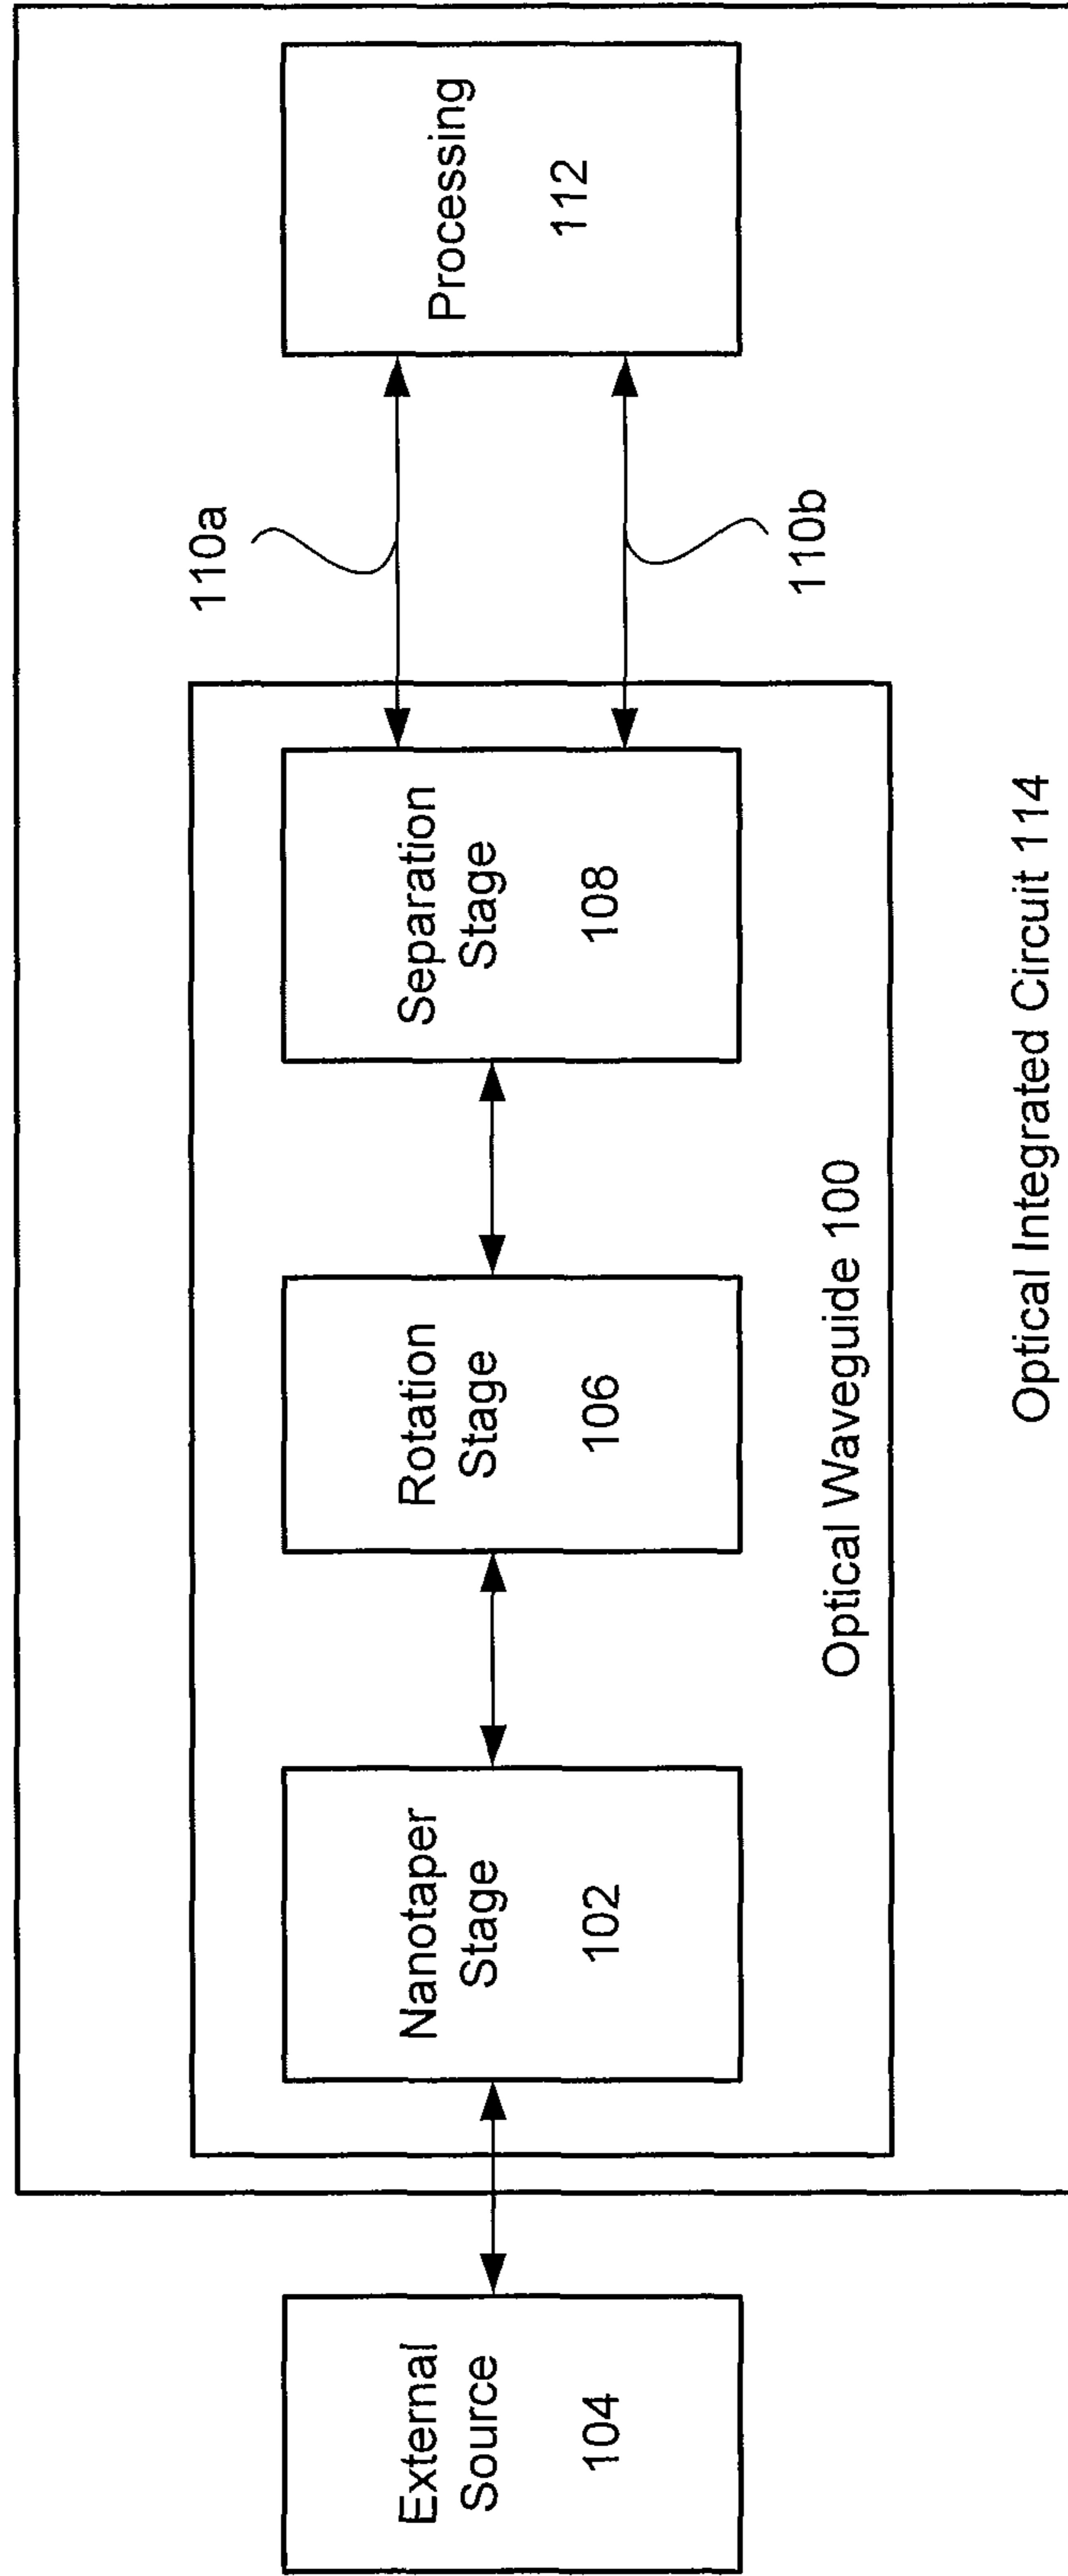 External
Source
104
Nanotaper
Stage
102
Rotation
Stage
106
Separation
Stage
108
110a
110b
Processing
112
Optical Waveguide 100
Optical Integrated Circuit 114